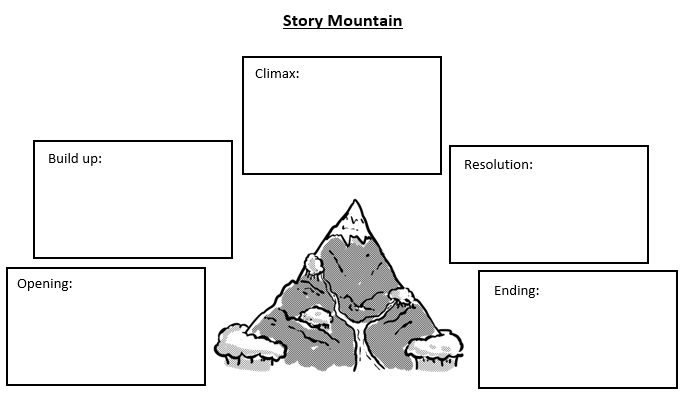 Story Mountain
Climax:
Build up:
Resolution:
Opening:
Ending: